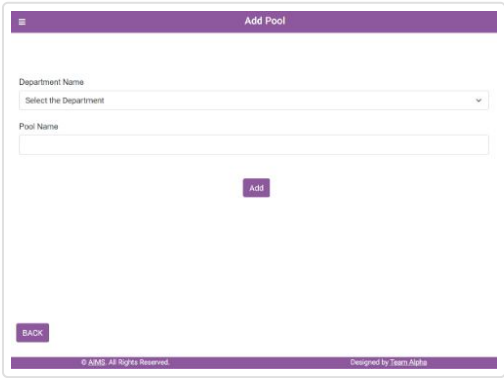 Add Pool
Department Name
Select the Department
Pool Name
Add
BACK
© AIMS. All Rights Reserved.
Designed by Team Alpha